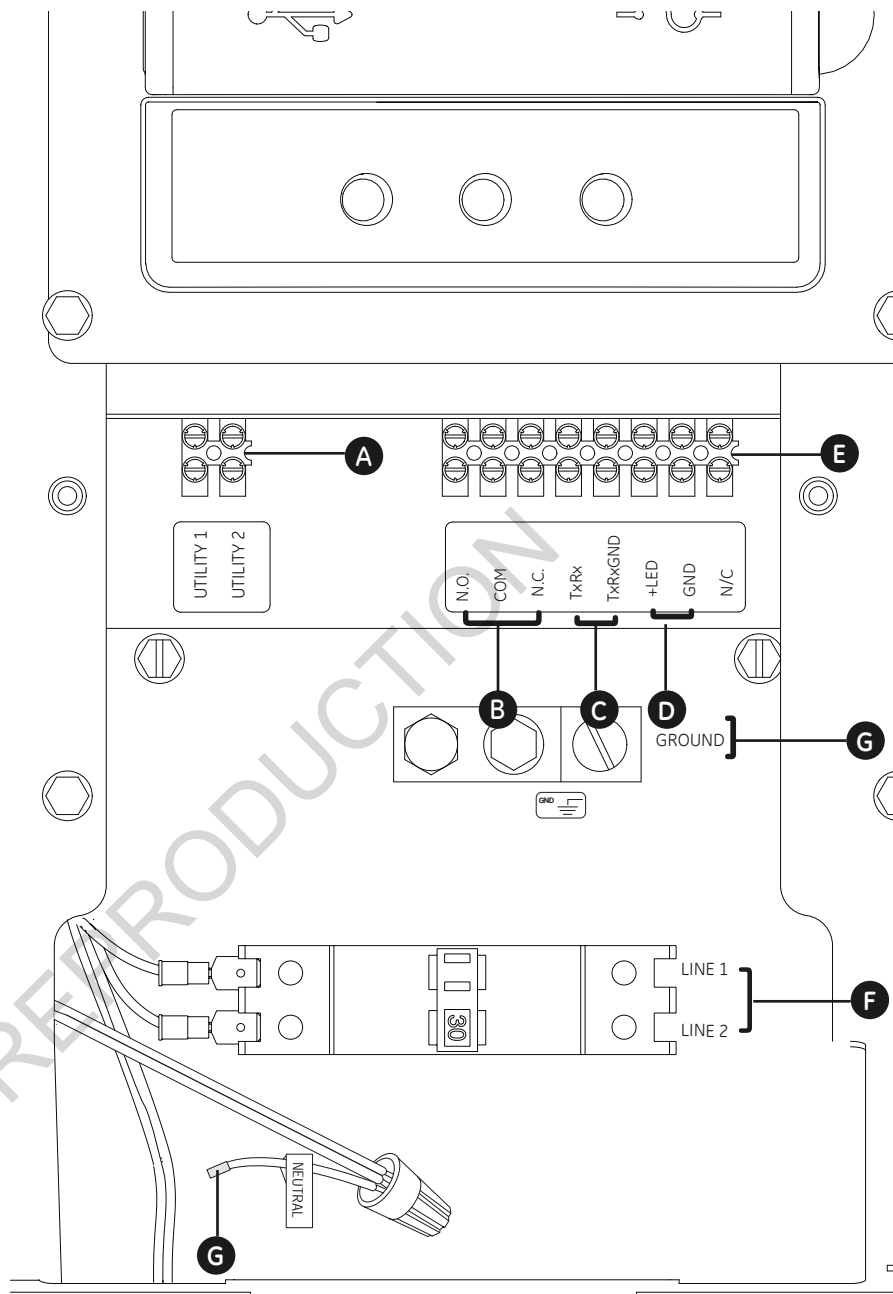 A
E
UTILITY 1
UTILITY 2
N.O.
COM
N.C.
TxRx
TxRxGND
+LED
GND
N/C
B
C
D
GROUND
G
GND
LINE 1
F
30
LINE 2
NEUTRAL
G
REPRODUCTION